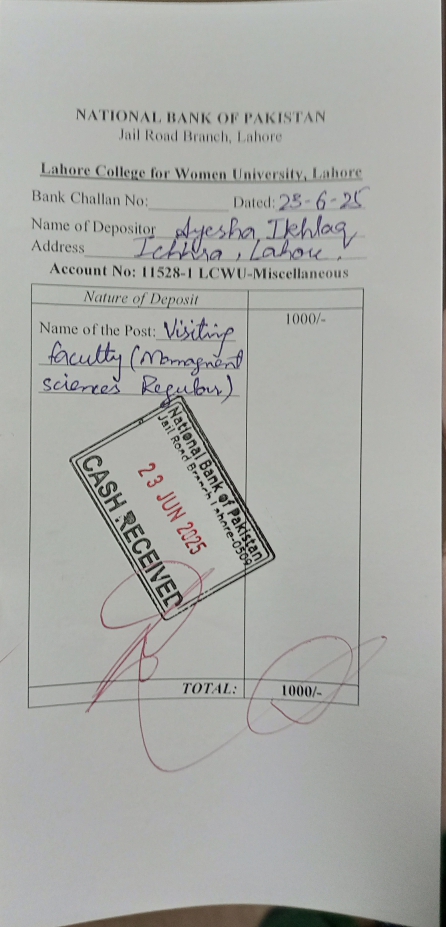 NATIONAL BANK OF PAKISTAN
Jail Road Branch, Lahore
Lahore College for Women University, Lahore
Bank Challan No: Dated: 23-6-25
Name of Depositor Ayesha Ikhlaq
Address Ichhra, Lahore.
Account No: 11528-1 LCWU-Miscellaneous
Nature of Deposit
Name of the Post: Visiting 1000/-
faculty (Managment
sciences Regular)
National Bank of Pakistan
Jail Road Branch Lahore-0509
23 JUN 2025
CASH RECEIVED
TOTAL: 1000/-